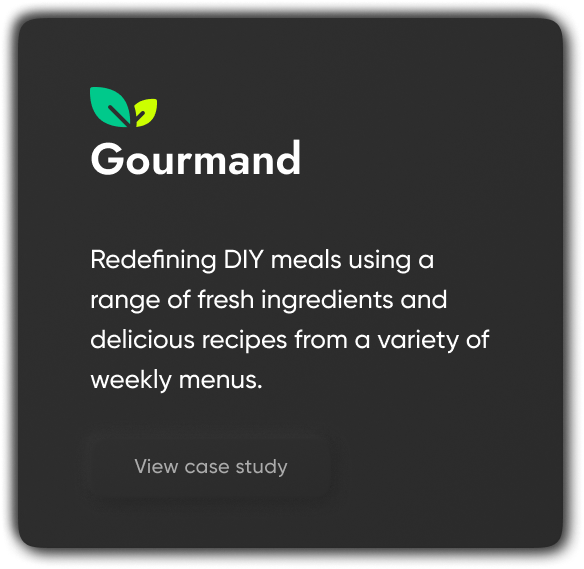 Gourmand
Redefining DIY meals using a
range of fresh ingredients and
delicious recipes from a variety of
weekly menus.
View case study